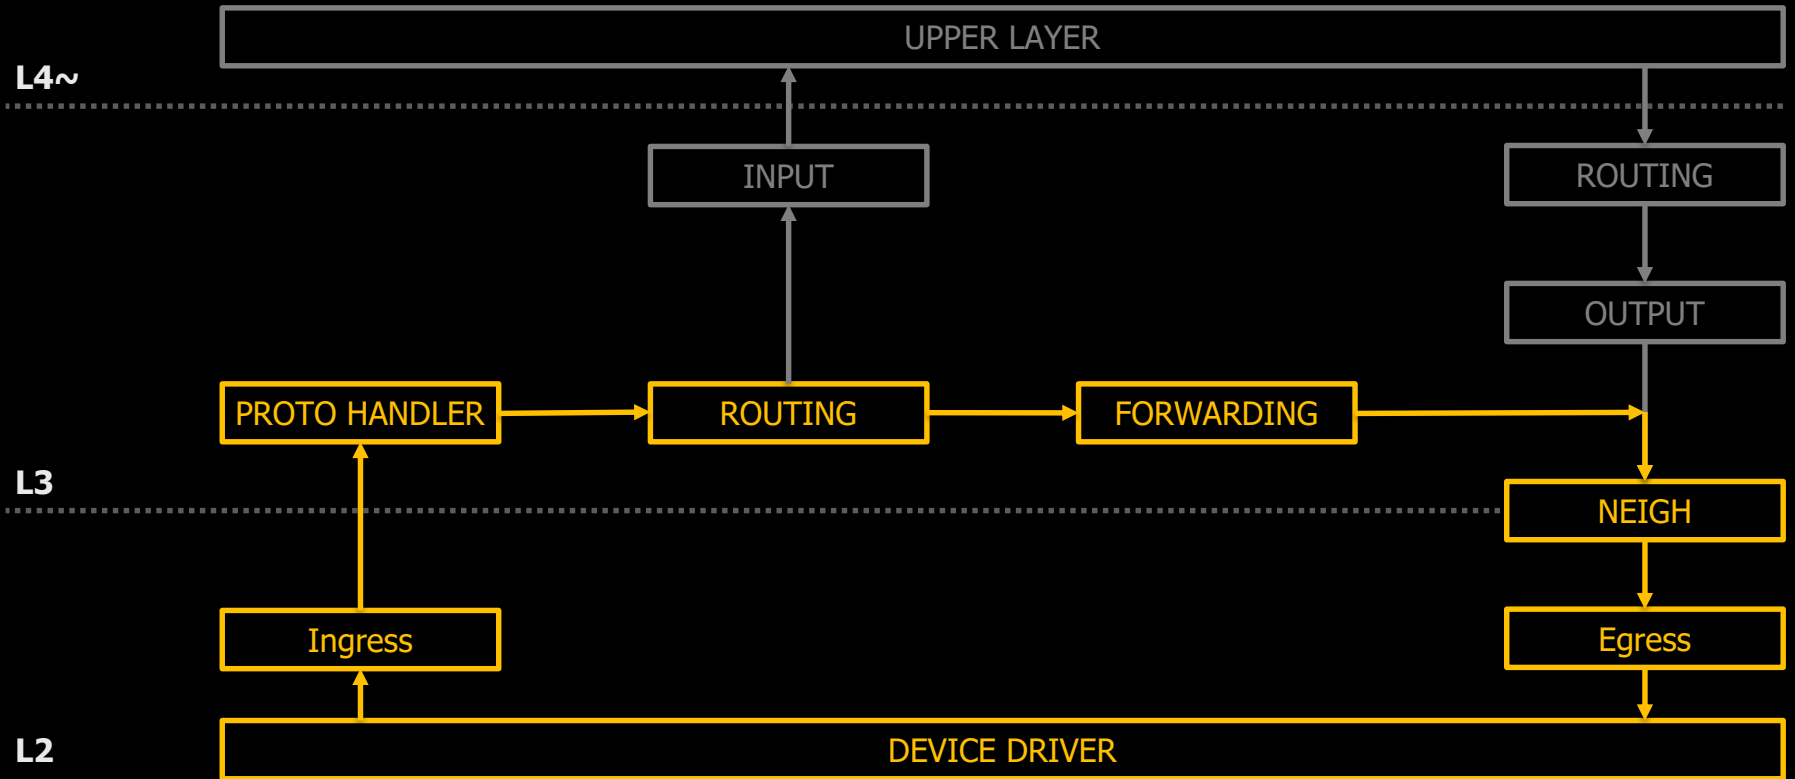 UPPER LAYER
L4~
INPUT
ROUTING
OUTPUT
PROTO HANDLER
ROUTING
FORWARDING
L3
NEIGH
Ingress
Egress
L2
DEVICE DRIVER